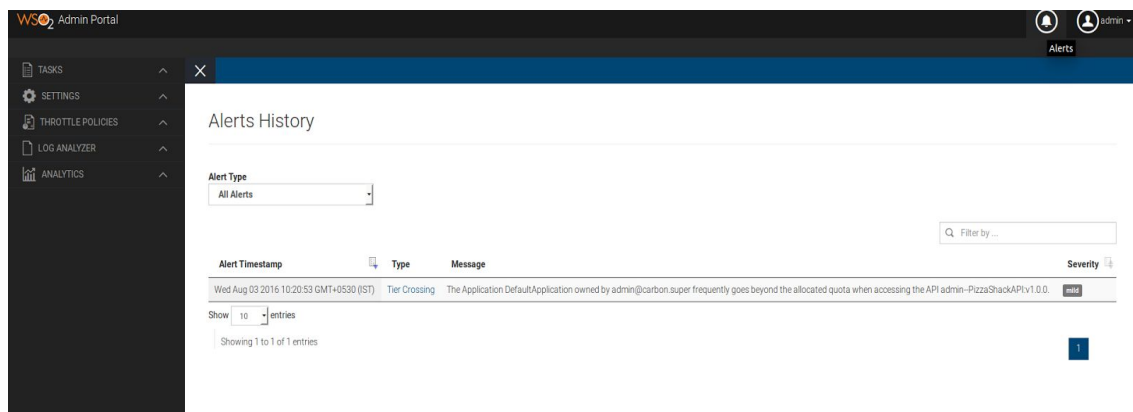 WSO2 Admin Portal
admin
Alerts
TASKS
SETTINGS
THROTTLE POLICIES
LOG ANALYZER
ANALYTICS
Alerts History
Alert Type
All Alerts
Filter by ...
Alert Timestamp Type Message Severity
Wed Aug 03 2016 10:20:53 GMT+0530 (IST) Tier Crossing The Application DefaultApplication owned by admin@carbon.super frequently goes beyond the allocated quota when accessing the API admin--PizzaShackAPI:v1.0.0. mild
Show 10 entries
Showing 1 to 1 of 1 entries
1